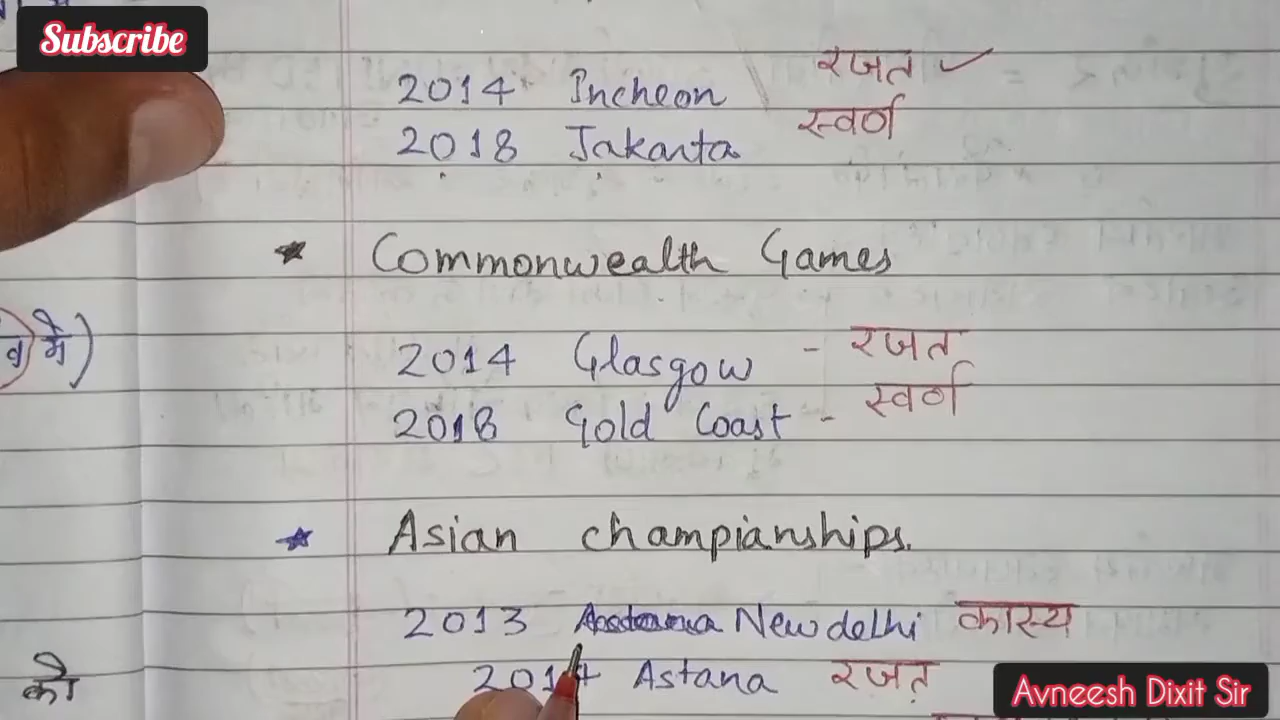 Subscribe
2014 Incheon रजत
2018 Jakarta स्वर्ण
Commonwealth Games
में)
2014 Glasgow - रजत
2018 Gold Coast - स्वर्ण
Asian championships.
2013 New delhi कास्य
को 2014 Astana रजत
Avneesh Dixit Sir